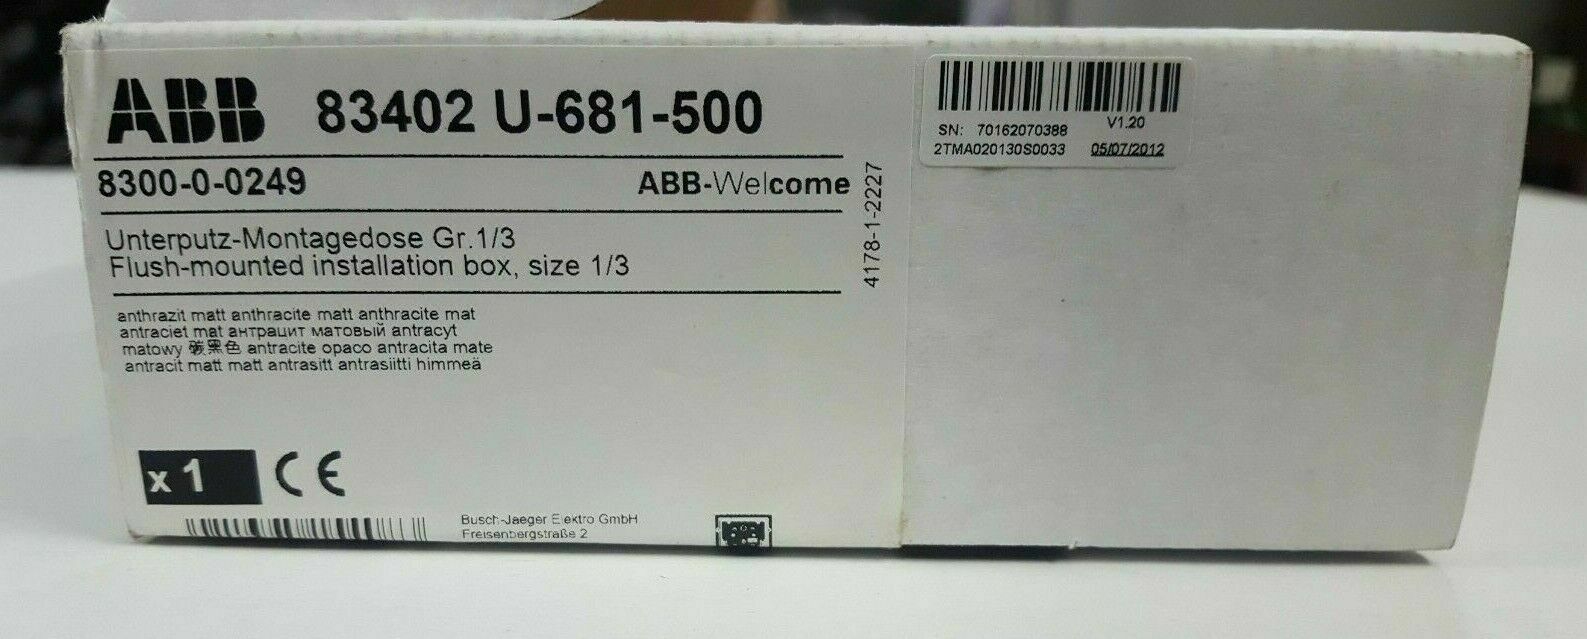 ABB 83402 U-681-500
8300-0-0249 ABB-Welcome
Unterputz-Montagedose Gr.1/3
Flush-mounted installation box, size 1/3
anthrazit matt anthracite matt anthracite mat
antraciet mat антрацит матовый antracyt
matowy 碳黑色 antracite opaco antracita mate
antracit matt matt antrasitt antrasiitti himmeä
x 1 CE
Busch-Jaeger Elektro GmbH
Freisenbergstraße 2
4178-1-2227
V1.20
SN: 70162070388
2TMA020130S0033 05/07/2012